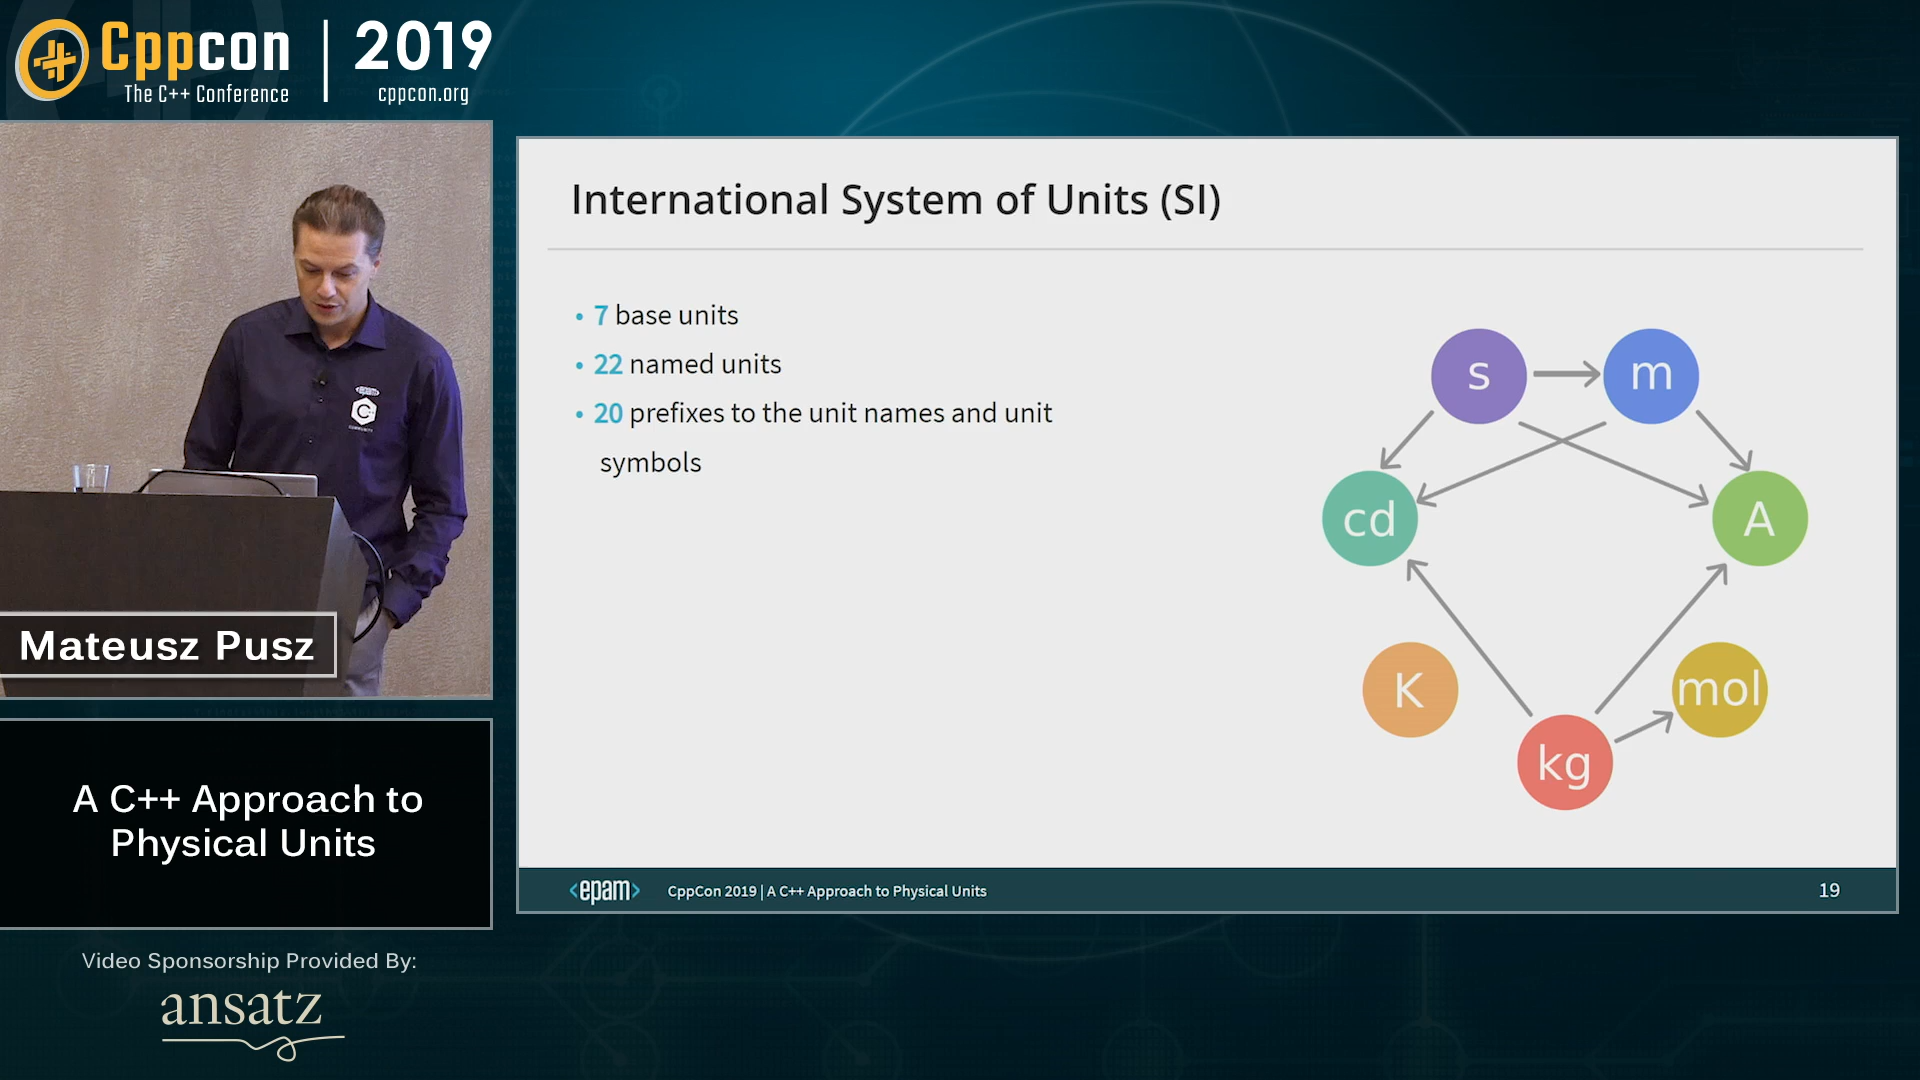 Cppcon
The C++ Conference
2019
cppcon.org
Mateusz Pusz
A C++ Approach to
Physical Units
Video Sponsorship Provided By:
ansatz
International System of Units (SI)
• 7 base units
• 22 named units
• 20 prefixes to the unit names and unit
symbols
s
m
cd
A
K
mol
kg
<epam>
CppCon 2019 | A C++ Approach to Physical Units
19